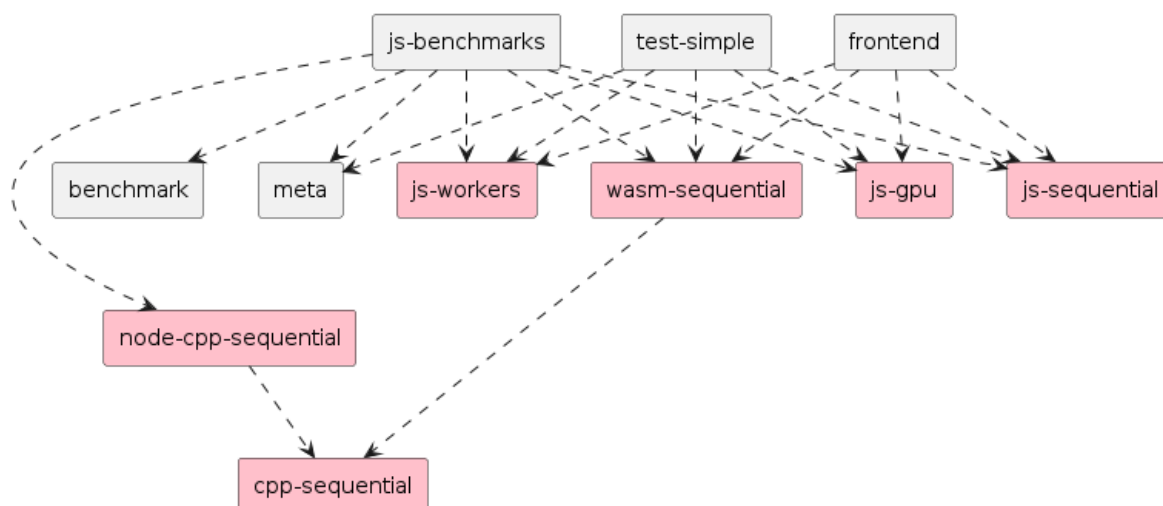 js-benchmarks
test-simple
frontend
benchmark
meta
js-workers
wasm-sequential
js-gpu
js-sequential
node-cpp-sequential
cpp-sequential